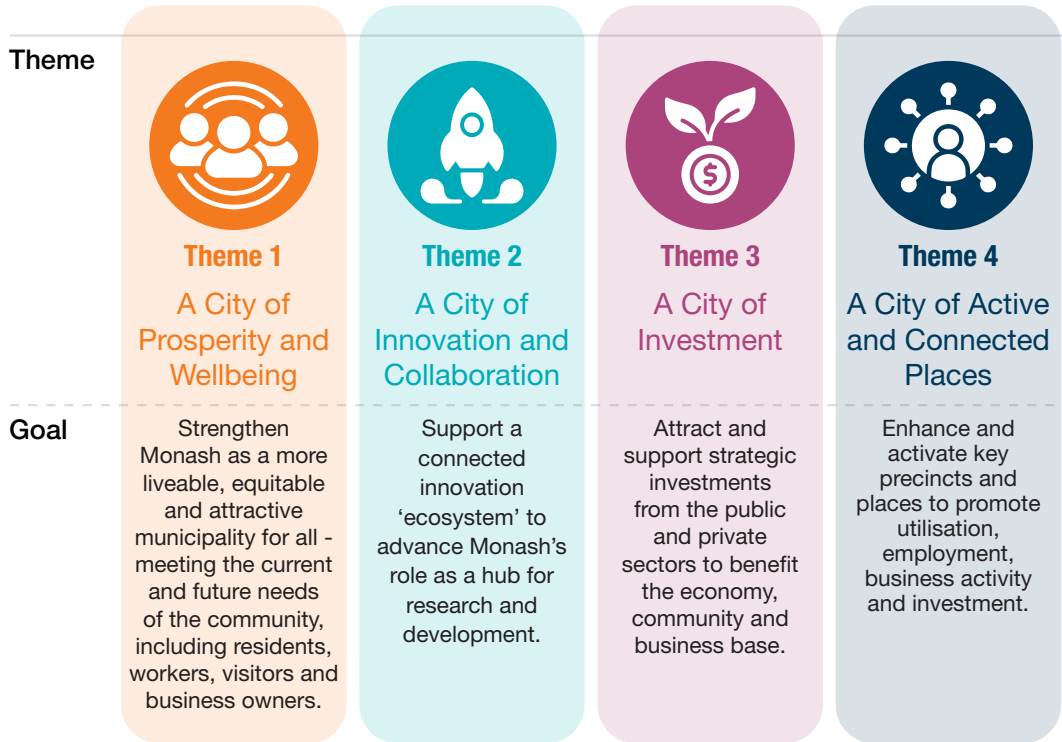 Theme
Theme 1
A City of
Prosperity and
Wellbeing
Theme 2
A City of
Innovation and
Collaboration
Theme 3
A City of
Investment
Theme 4
A City of Active
and Connected
Places
Goal
Strengthen
Monash as a more
liveable, equitable
and attractive
municipality for all -
meeting the current
and future needs
of the community,
including residents,
workers, visitors and
business owners.
Support a
connected
innovation
‘ecosystem’ to
advance Monash’s
role as a hub for
research and
development.
Attract and
support strategic
investments
from the public
and private
sectors to benefit
the economy,
community and
business base.
Enhance and
activate key
precincts and
places to promote
utilisation,
employment,
business activity
and investment.
$